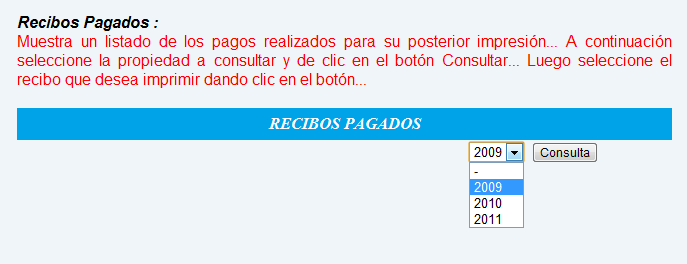 Recibos Pagados :
Muestra un listado de los pagos realizados para su posterior impresión... A continuación
seleccione la propiedad a consultar y de clic en el botón Consultar... Luego seleccione el
recibo que desea imprimir dando clic en el botón...
RECIBOS PAGADOS
2009 Consulta
-
2009
2010
2011